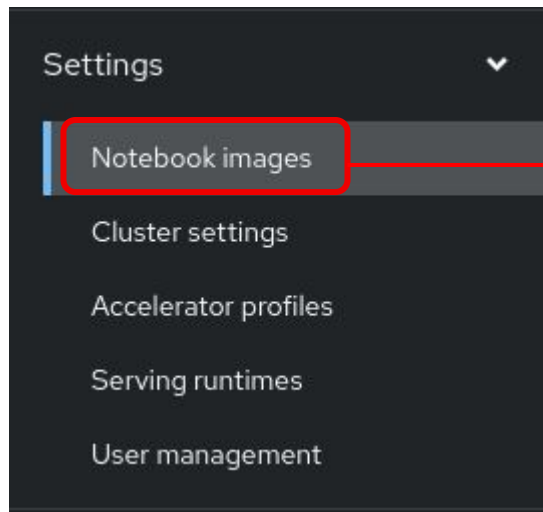 Settings
Notebook images
Cluster settings
Accelerator profiles
Serving runtimes
User management